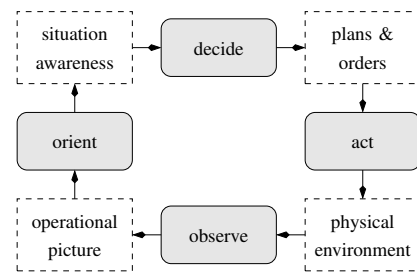 situation
awareness
decide
plans &
orders
orient
act
operational
picture
observe
physical
environment